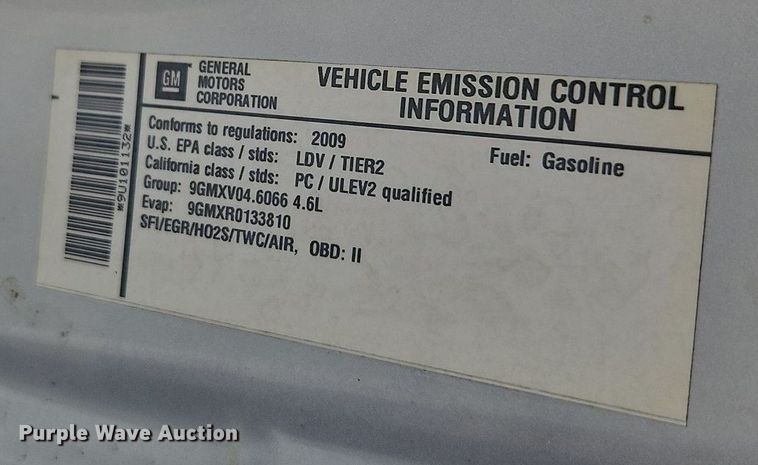 GM
GENERAL
MOTORS
CORPORATION
VEHICLE EMISSION CONTROL
INFORMATION
Conforms to regulations: 2009
Fuel: Gasoline
U.S. EPA class / stds: LDV / TIER2
California class / stds: PC / ULEV2 qualified
Group: 9GMXV04.6066 4.6L
Evap: 9GMXR0133810
SFI/EGR/HO2S/TWC/AIR, OBD: II
*9U101132*
Purple Wave Auction